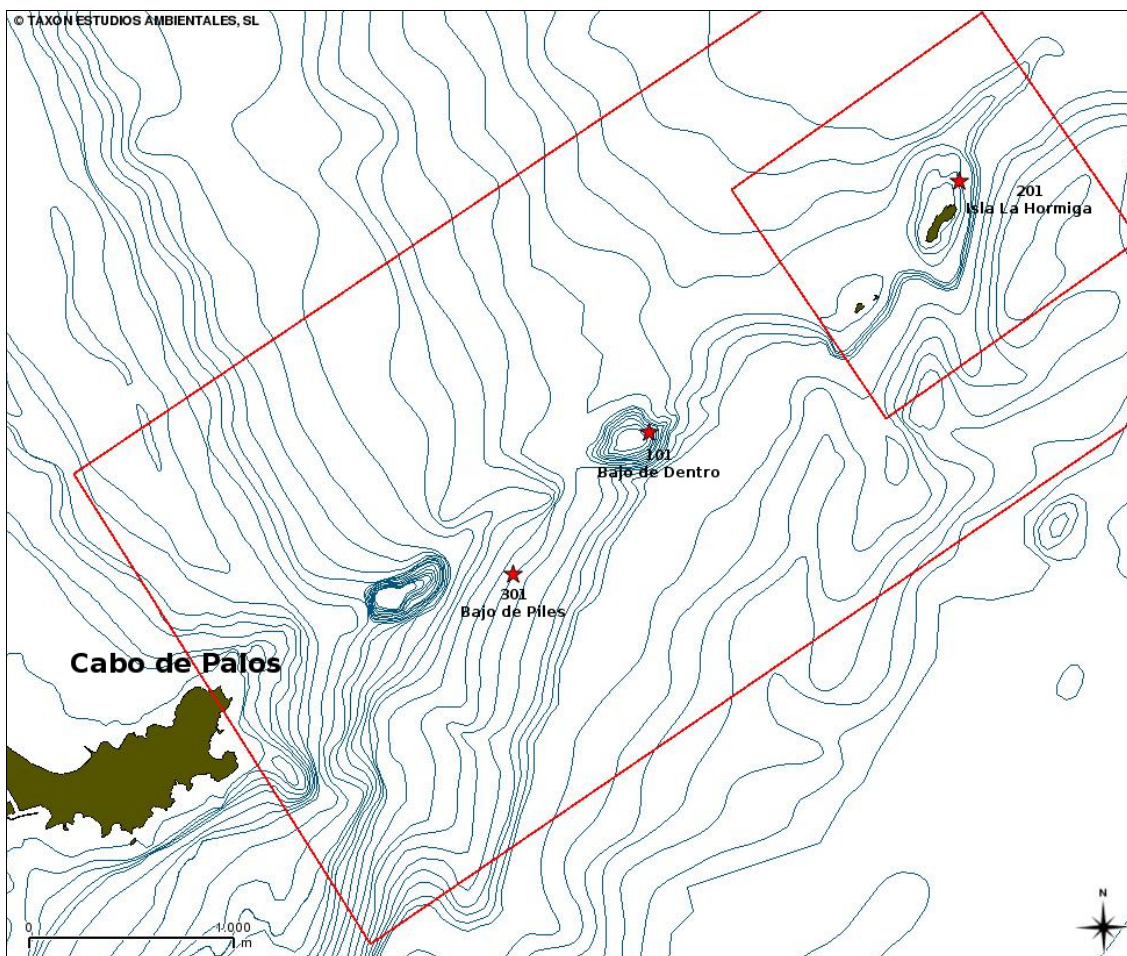 © TAXON ESTUDIOS AMBIENTALES, SL
201
Isla La Hormiga
101
Bajo de Dentro
301
Bajo de Piles
Cabo de Palos
0 1.000
m
N